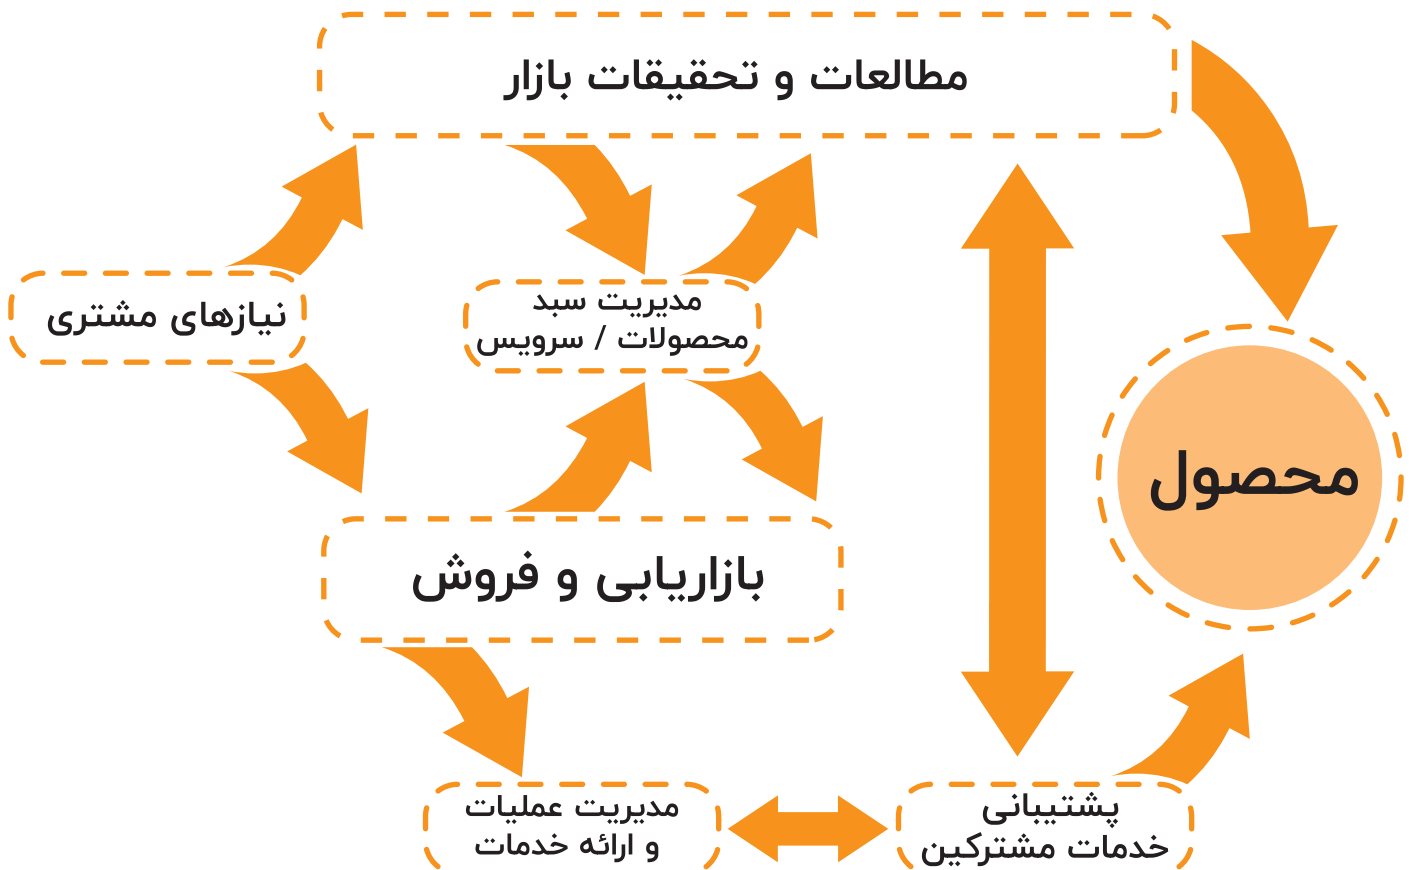 مطالعات و تحقیقات بازار
نیازهای مشتری
مدیریت سبد
محصولات / سرویس
محصول
بازاریابی و فروش
مدیریت عملیات
و ارائه خدمات
پشتیبانی
خدمات مشترکین